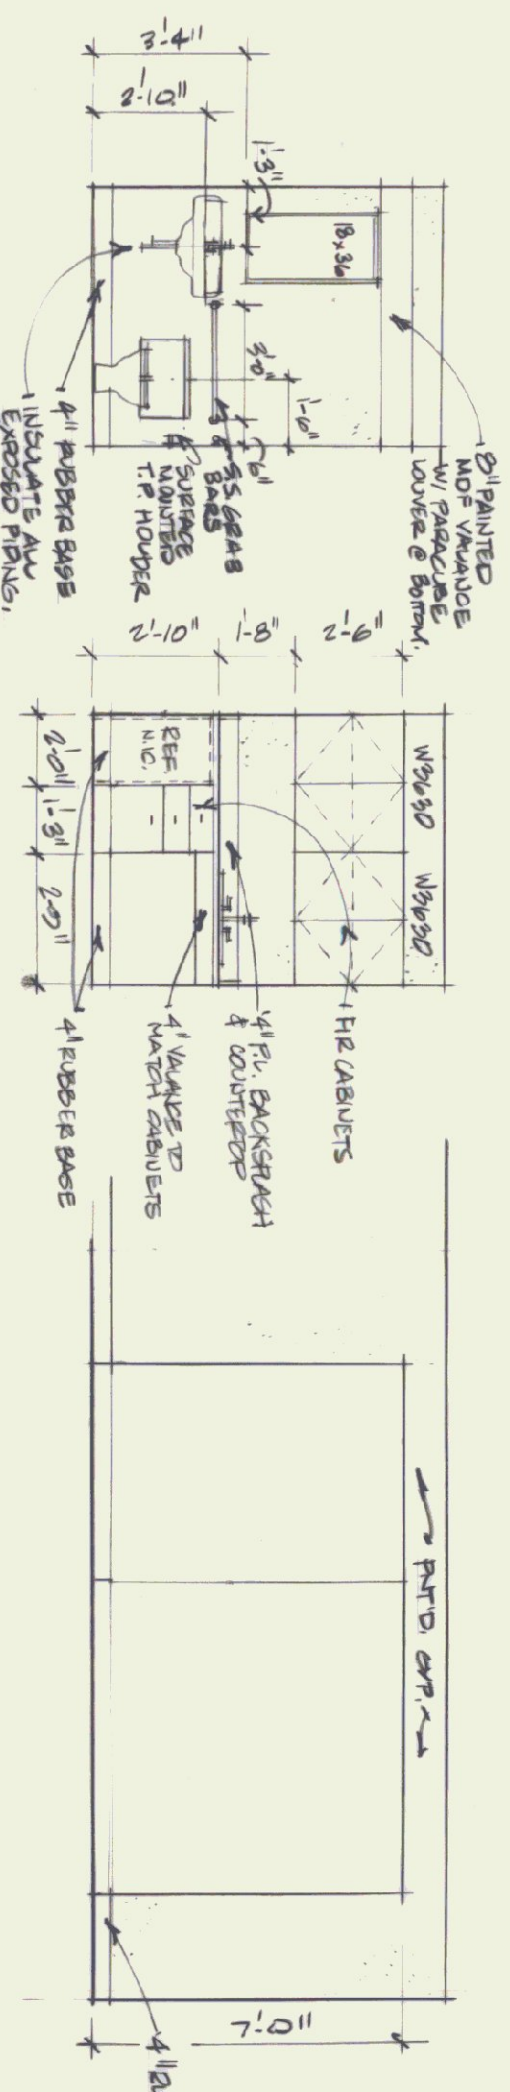 3'-4"
2'-10"
1'-3"
18x36
3'-0"
1'-6"
6"
8" PAINTED
MDF VALANCE
W/ PARACUBE
LOUVER @ BOTTOM.
S.S. GRAB
BARS
SURFACE
MOUNTED
T.P. HOLDER
4" RUBBER BASE
INSULATE ALL
EXPOSED PIPING.
2'-10"
1'-8"
2'-6"
W3630
W3630
REF.
N.I.C.
2'-0"
1'-3"
FIR CABINETS
4" P.L. BACKSPLASH
& COUNTERTOP
4" VALANCE TO
MATCH CABINETS
4" RUBBER BASE
PNT'D. GYP.
7'-0"
4"